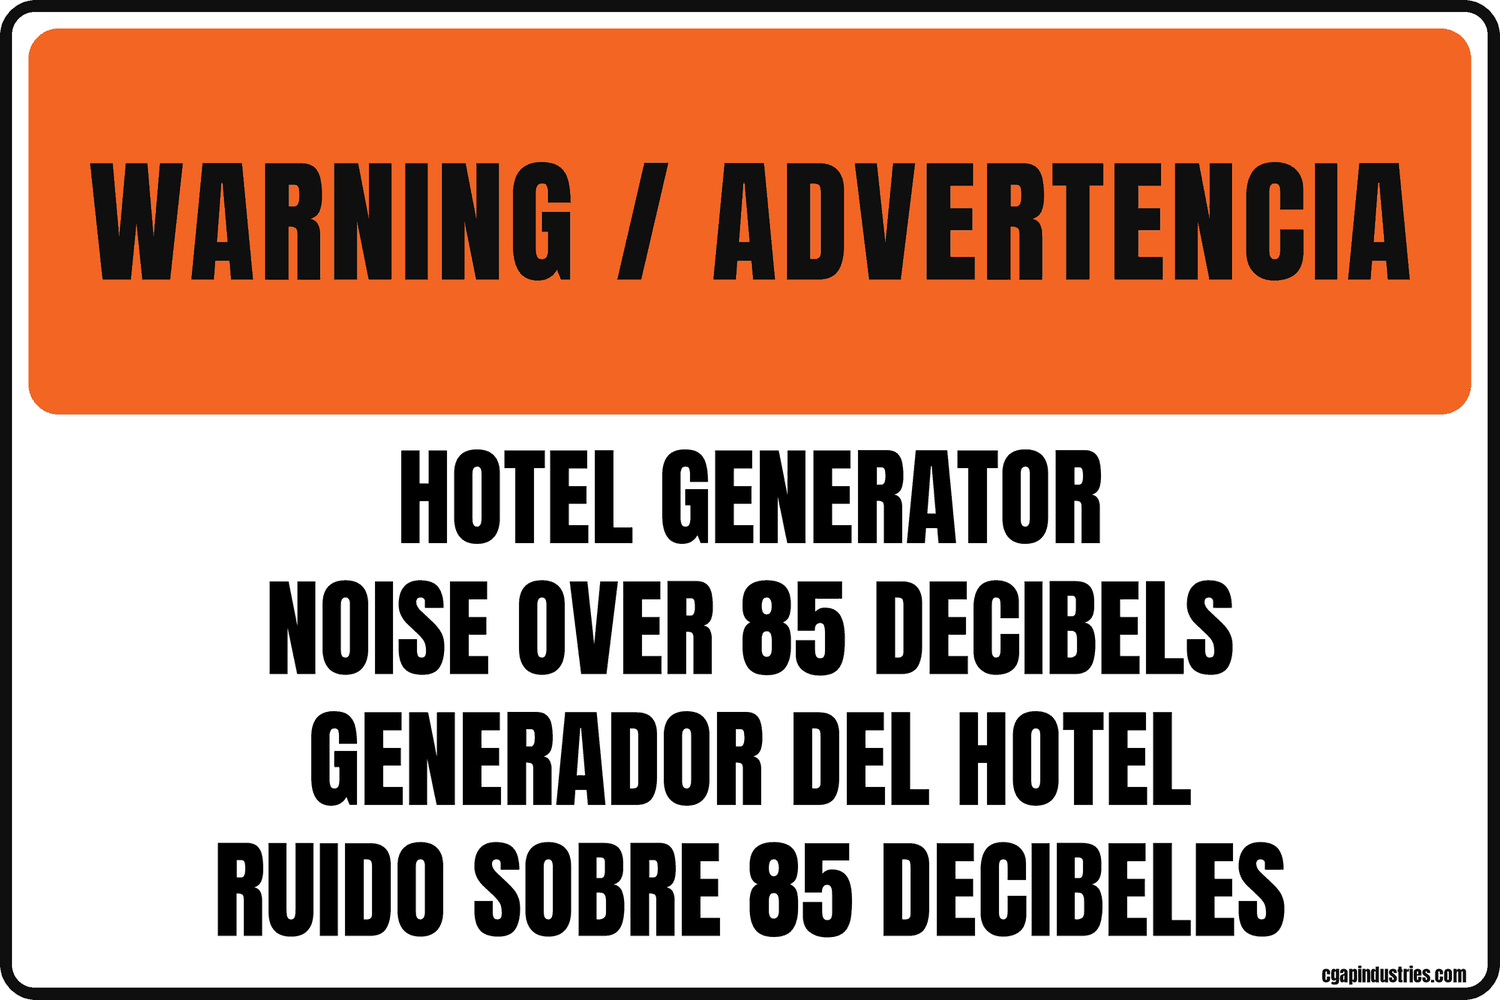 WARNING / ADVERTENCIA
HOTEL GENERATOR
NOISE OVER 85 DECIBELS
GENERADOR DEL HOTEL
RUIDO SOBRE 85 DECIBELES
cgapindustries.com